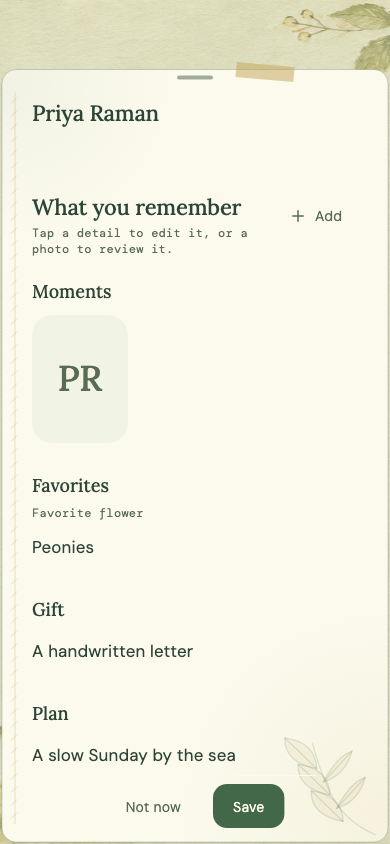 Priya Raman
What you remember
+ Add
Tap a detail to edit it, or a
photo to review it.
Moments
PR
Favorites
Favorite flower
Peonies
Gift
A handwritten letter
Plan
A slow Sunday by the sea
Not now
Save